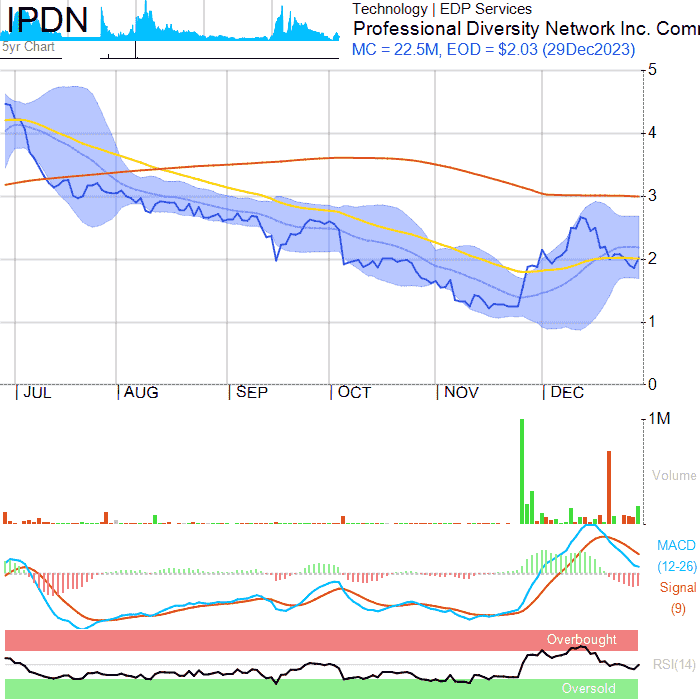 IPDN
5yr Chart
Technology | EDP Services
Professional Diversity Network Inc. Comm
MC = 22.5M, EOD = $2.03 (29Dec2023)
5
4
3
2
1
0
JUL AUG SEP OCT NOV DEC
1M
Volume
MACD
(12-26)
Signal
(9)
Overbought
RSI(14)
Oversold